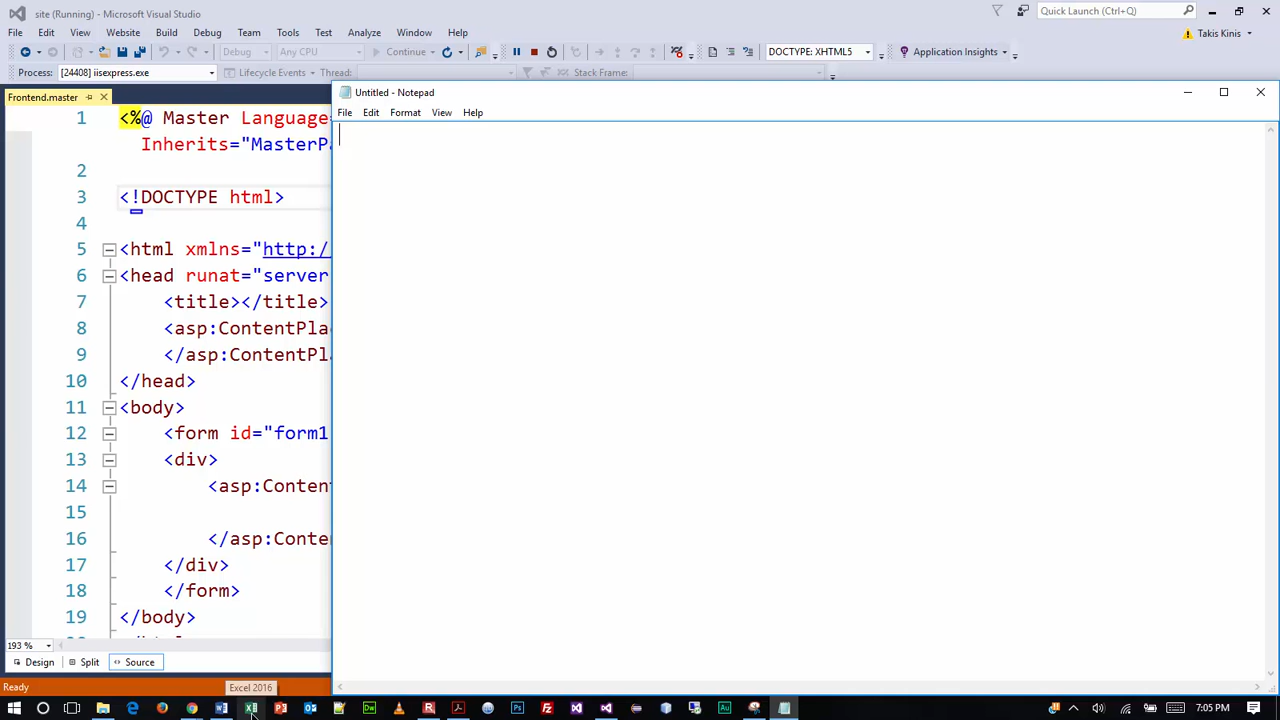 site (Running) - Microsoft Visual Studio
Quick Launch (Ctrl+Q)
File Edit View Website Build Debug Team Tools Test Analyze Window Help
Takis Kinis
Debug Any CPU Continue DOCTYPE: XHTML5 Application Insights
Process: [24408] iisexpress.exe Lifecycle Events Thread: Stack Frame:
Frontend.master
Untitled - Notepad
File Edit Format View Help
1 <%@ Master Language=
Inherits="MasterPa
2
3 <!DOCTYPE html>
4
5 <html xmlns="http:/
6 <head runat="server
7 <title></title>
8 <asp:ContentPla
9 </asp:ContentPl
10 </head>
11 <body>
12 <form id="form1
13 <div>
14 <asp:Content
15
16 </asp:Conte
17 </div>
18 </form>
19 </body>
193 %
Design Split Source
Ready
Excel 2016
7:05 PM